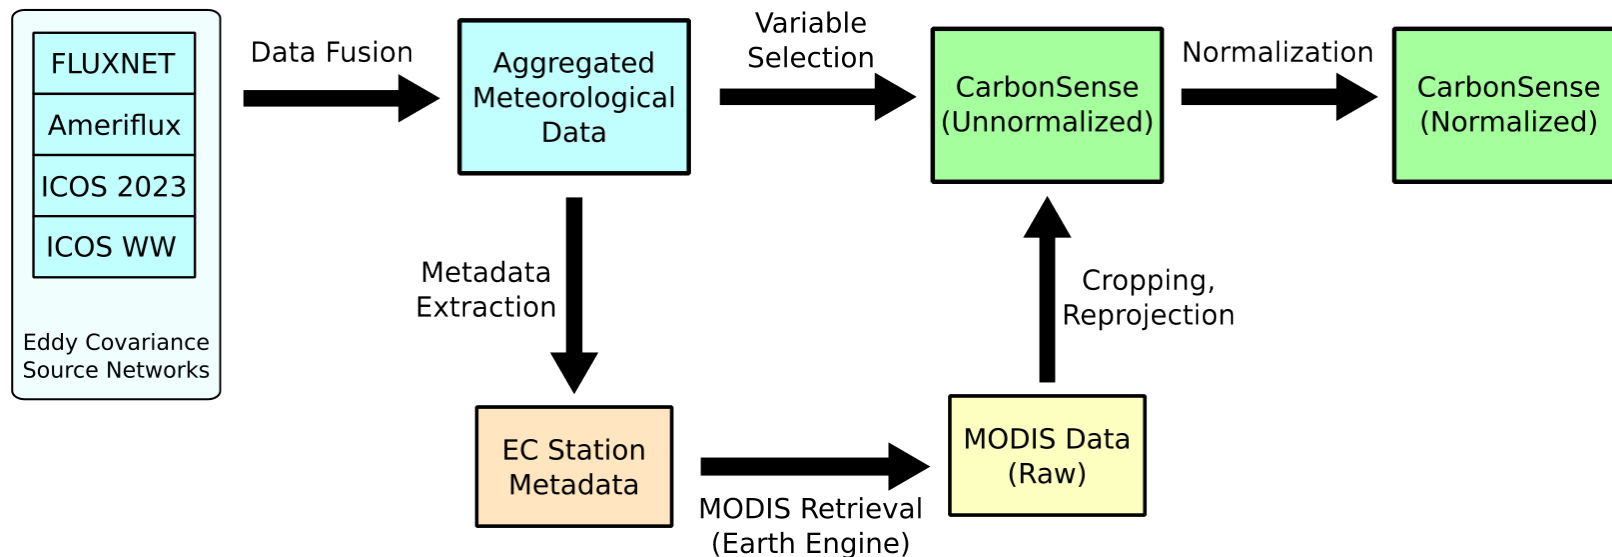 FLUXNET
Ameriflux
ICOS 2023
ICOS WW
Eddy Covariance
Source Networks
Data Fusion
Aggregated
Meteorological
Data
Variable
Selection
CarbonSense
(Unnormalized)
Normalization
CarbonSense
(Normalized)
Metadata
Extraction
EC Station
Metadata
MODIS Retrieval
(Earth Engine)
MODIS Data
(Raw)
Cropping,
Reprojection